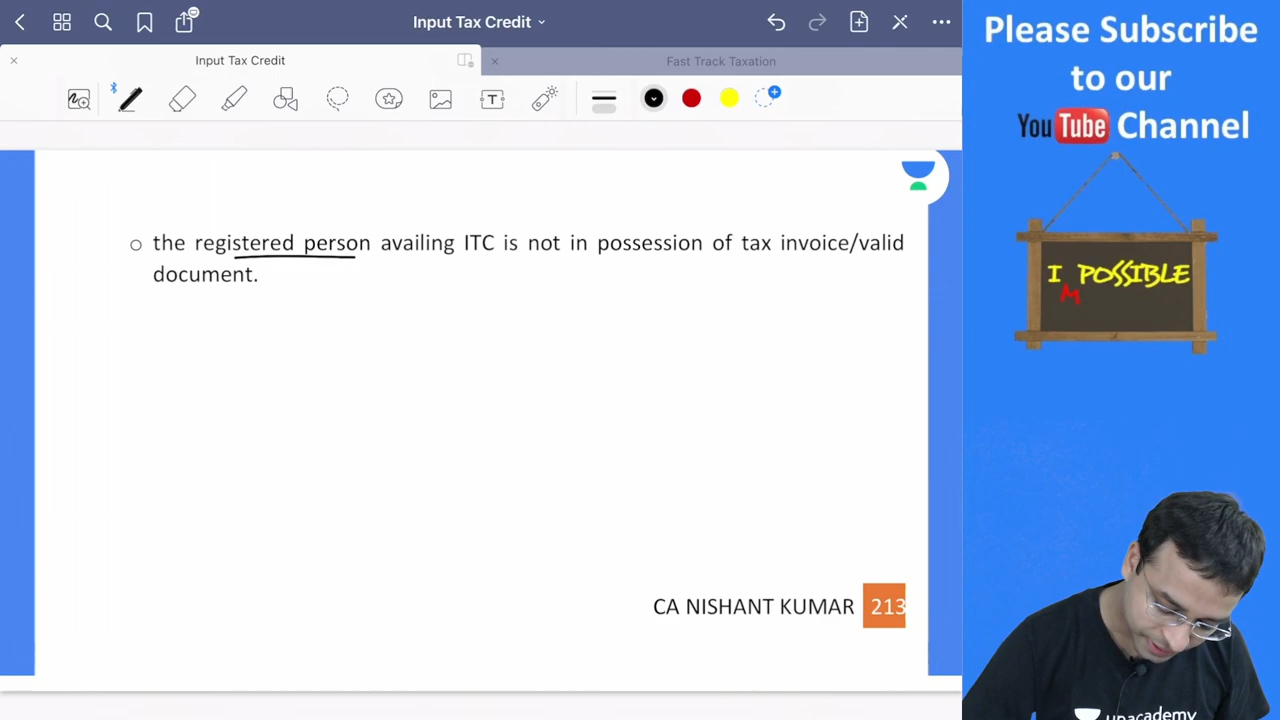 Input Tax Credit
Input Tax Credit
Fast Track Taxation
the registered person availing ITC is not in possession of tax invoice/valid
document.
CA NISHANT KUMAR 213
Please Subscribe
to our
YouTube Channel
I POSSIBLE
M
unacademy